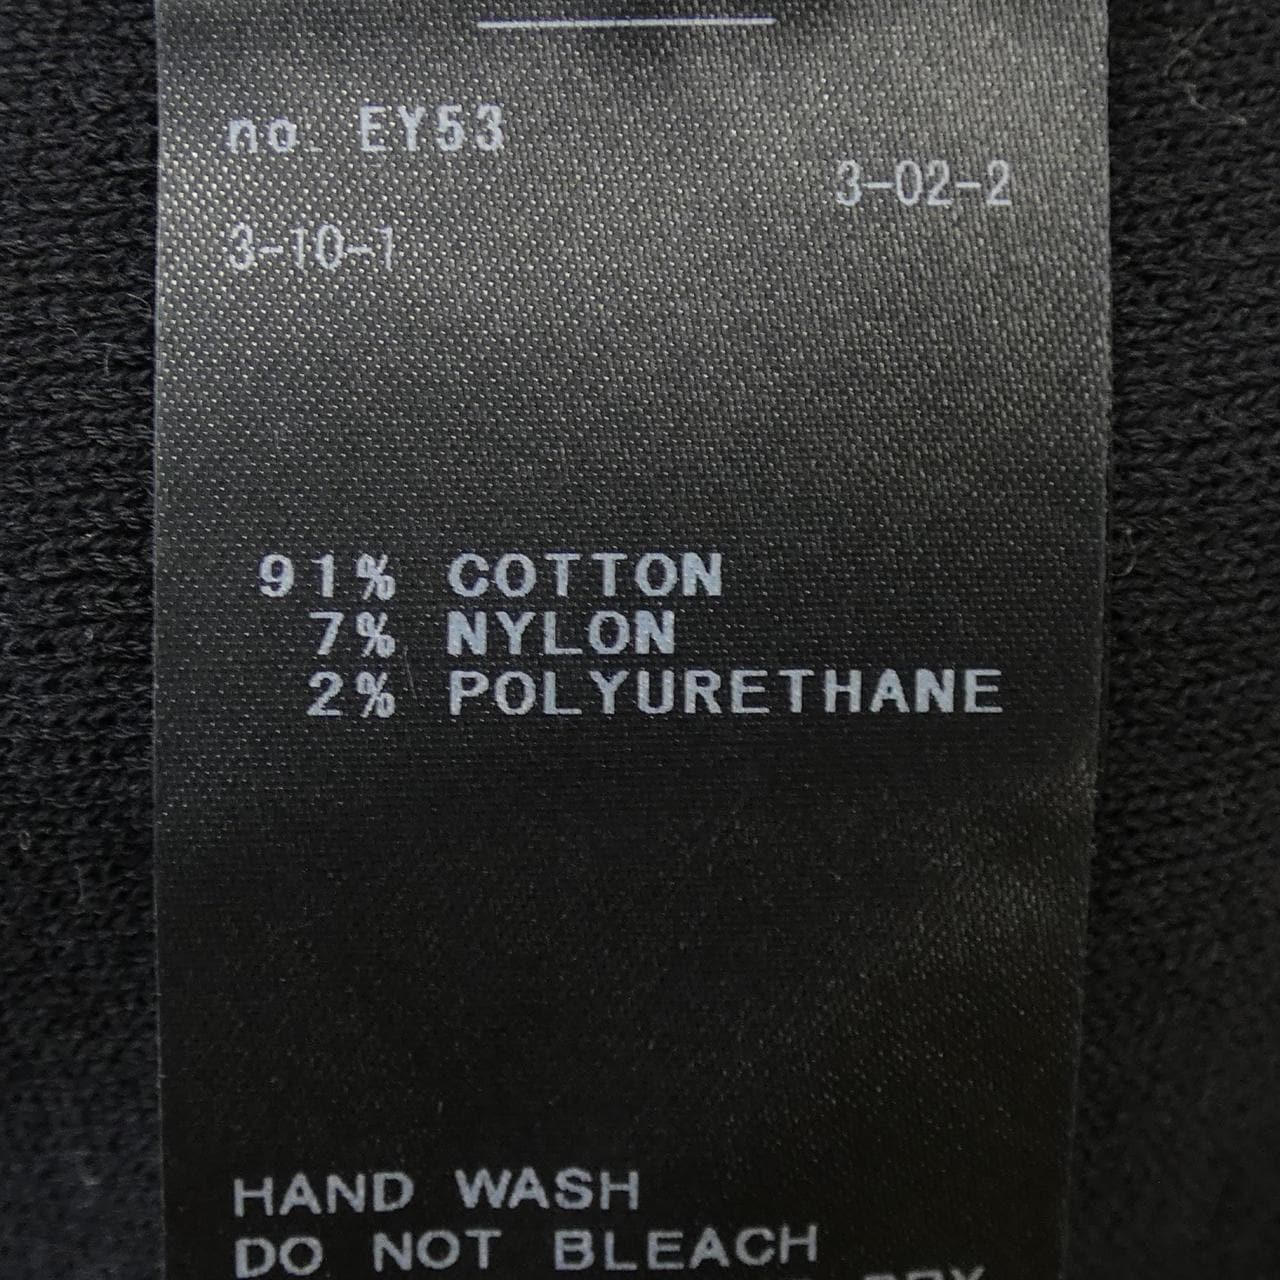 no. EY53
3-02-2
3-10-1
91% COTTON
7% NYLON
2% POLYURETHANE
HAND WASH
DO NOT BLEACH